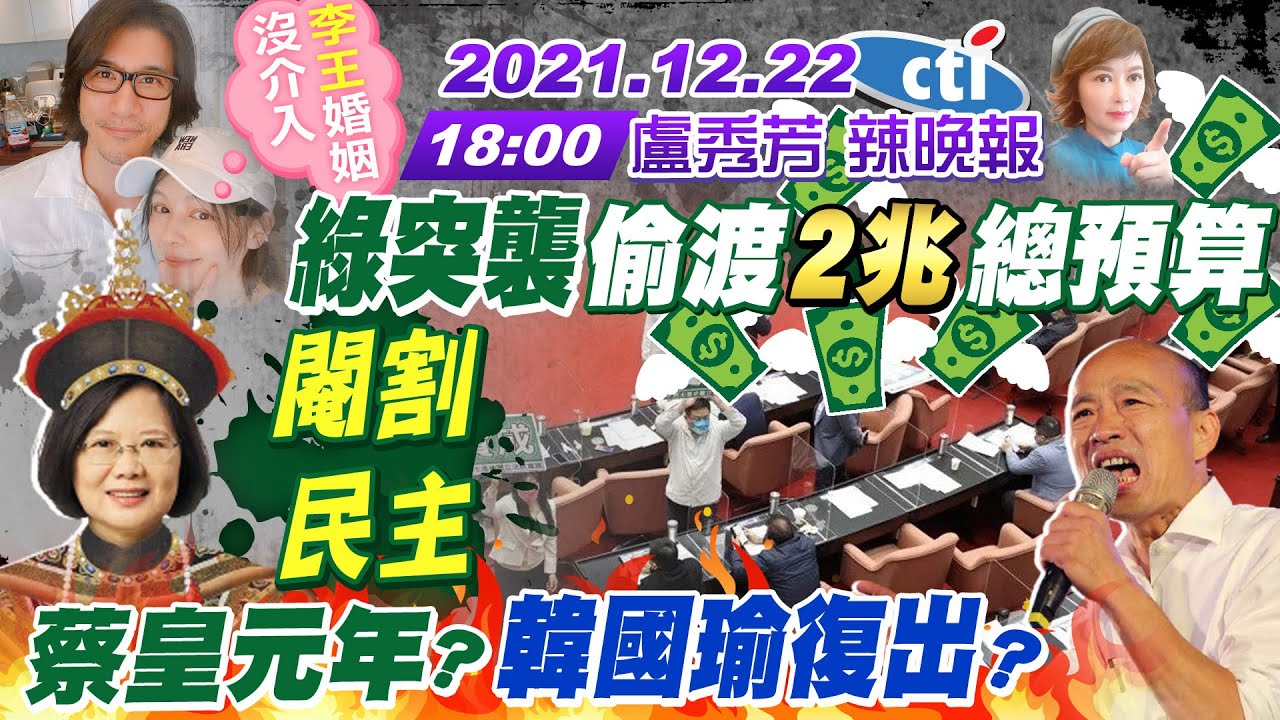 李王婚姻
沒介入
2021.12.22
cti
18:00 盧秀芳 辣晚報
綠突襲偷渡2兆總預算
閹割
民主
蔡皇元年? 韓國瑜復出?